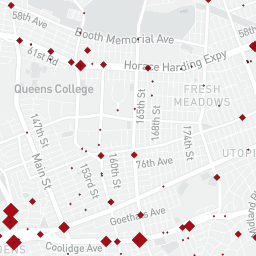 58th Ave
Booth Memorial Ave
58th
61st Rd
Horace Harding Expy
Queens College
FRESH
MEADOWS
165th St
168th St
147th St
174th St
UTOPI
Main St
153rd St
160th St
76th Ave
Goethals Ave
Coolidge Ave
DENS